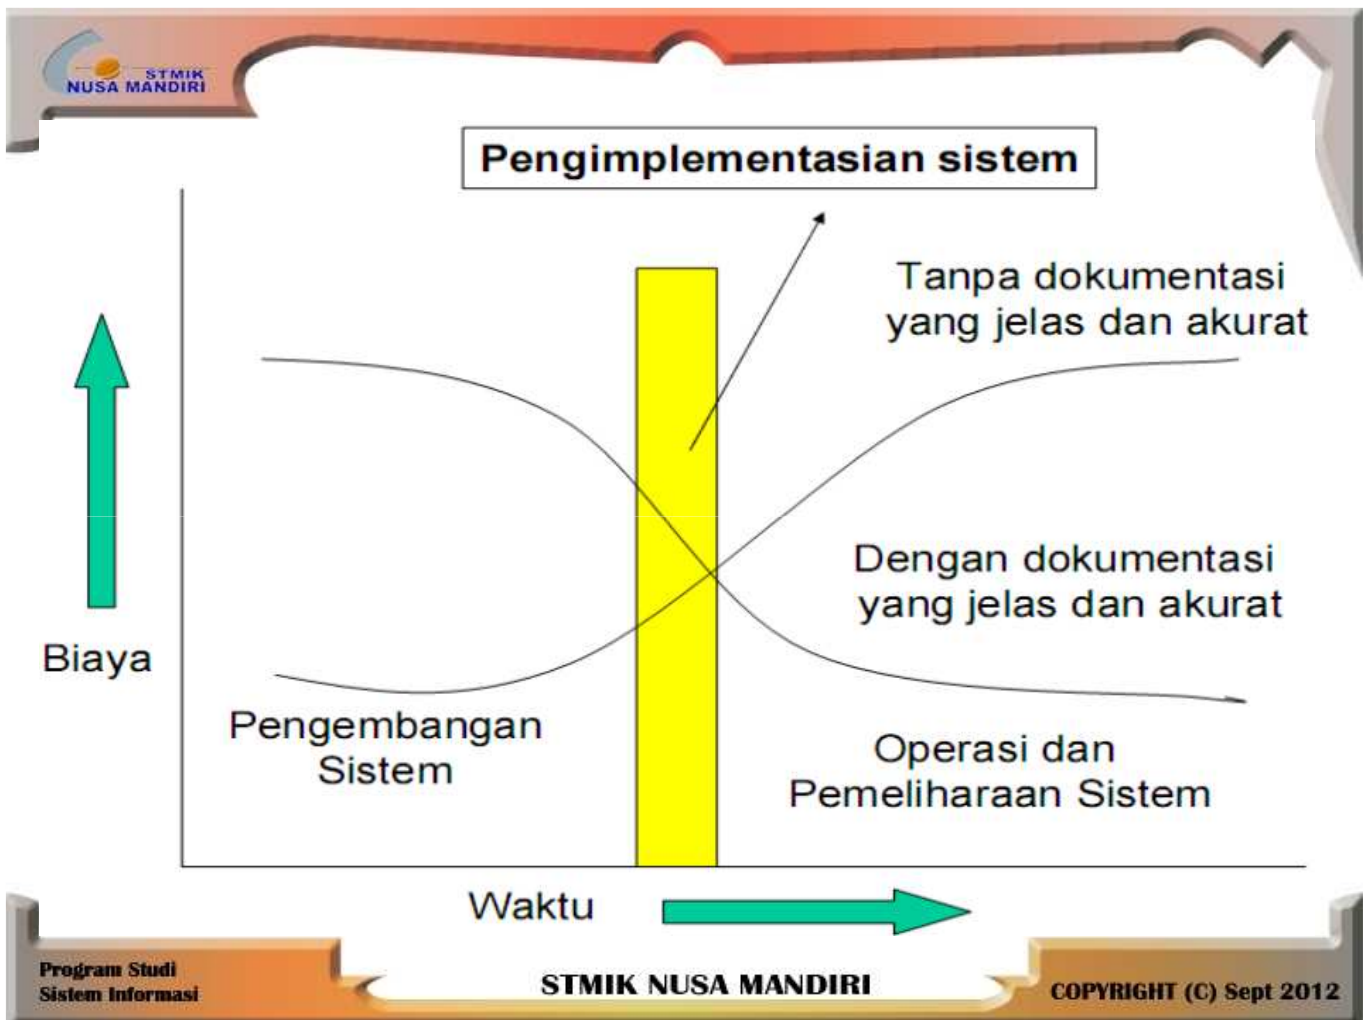 STMIK
NUSA MANDIRI
Pengimplementasian sistem
Tanpa dokumentasi
yang jelas dan akurat
Dengan dokumentasi
yang jelas dan akurat
Biaya
Pengembangan
Sistem
Operasi dan
Pemeliharaan Sistem
Waktu
Program Studi
Sistem Informasi
STMIK NUSA MANDIRI
COPYRIGHT (C) Sept 2012